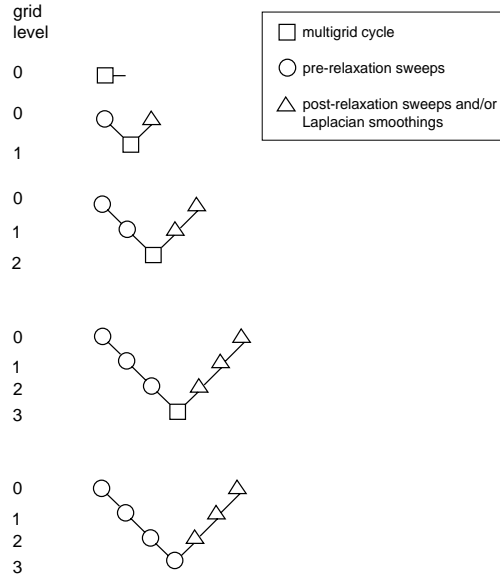 grid
level
multigrid cycle
pre-relaxation sweeps
post-relaxation sweeps and/or
Laplacian smoothings
0
0
1
0
1
2
0
1
2
3
0
1
2
3